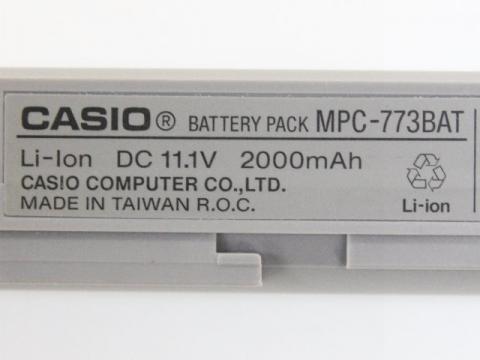 CASIO® BATTERY PACK MPC-773BAT
Li-Ion DC 11.1V 2000mAh
CASIO COMPUTER CO.,LTD.
MADE IN TAIWAN R.O.C.
Li-ion